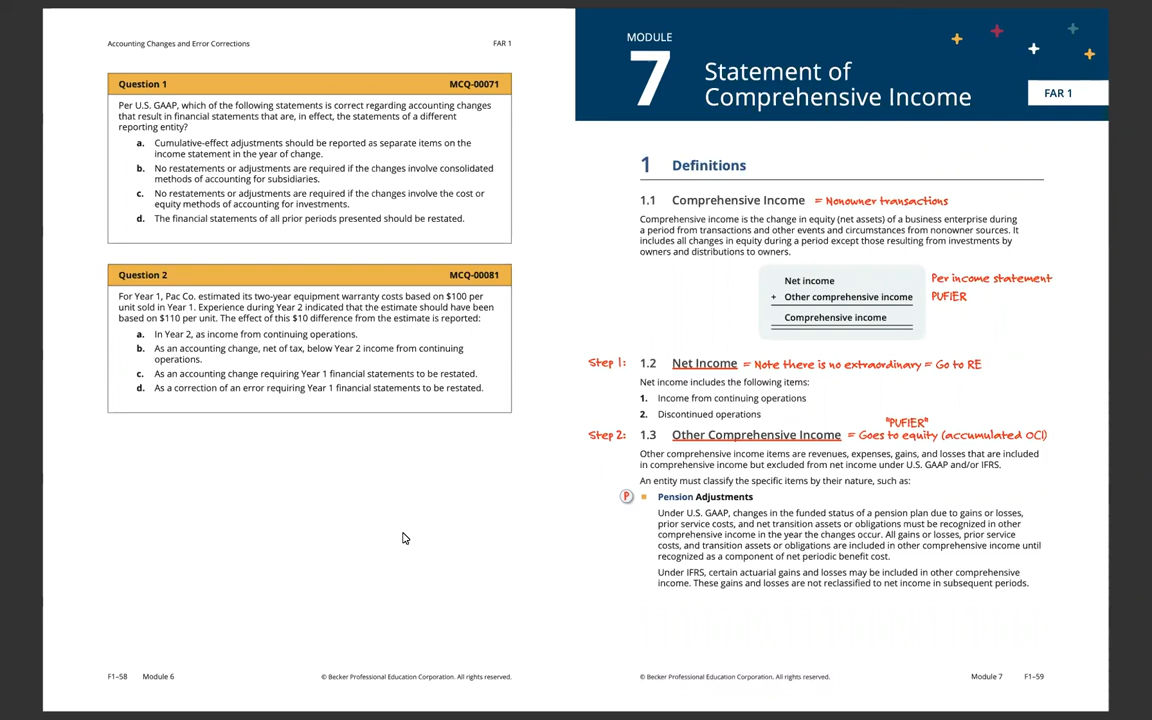 Accounting Changes and Error Corrections FAR 1
Question 1 MCQ-00071
Per U.S. GAAP, which of the following statements is correct regarding accounting changes
that result in financial statements that are, in effect, the statements of a different
reporting entity?
a. Cumulative-effect adjustments should be reported as separate items on the
income statement in the year of change.
b. No restatements or adjustments are required if the changes involve consolidated
methods of accounting for subsidiaries.
c. No restatements or adjustments are required if the changes involve the cost or
equity methods of accounting for investments.
d. The financial statements of all prior periods presented should be restated.
Question 2 MCQ-00081
For Year 1, Pac Co. estimated its two-year equipment warranty costs based on $100 per
unit sold in Year 1. Experience during Year 2 indicated that the estimate should have been
based on $110 per unit. The effect of this $10 difference from the estimate is reported:
a. In Year 2, as income from continuing operations.
b. As an accounting change, net of tax, below Year 2 income from continuing
operations.
c. As an accounting change requiring Year 1 financial statements to be restated.
d. As a correction of an error requiring Year 1 financial statements to be restated.
F1–58 Module 6 © Becker Professional Education Corporation. All rights reserved.
MODULE
7
Statement of
Comprehensive Income
FAR 1
1 Definitions
1.1 Comprehensive Income = Nonowner transactions
Comprehensive income is the change in equity (net assets) of a business enterprise during
a period from transactions and other events and circumstances from nonowner sources. It
includes all changes in equity during a period except those resulting from investments by
owners and distributions to owners.
Net income Per income statement
+ Other comprehensive income PUFIER
Comprehensive income
Step 1: 1.2 Net Income = Note there is no extraordinary = Go to RE
Net income includes the following items:
1. Income from continuing operations
2. Discontinued operations
"PUFIER"
Step 2: 1.3 Other Comprehensive Income = Goes to equity (accumulated OCI)
Other comprehensive income items are revenues, expenses, gains, and losses that are included
in comprehensive income but excluded from net income under U.S. GAAP and/or IFRS.
An entity must classify the specific items by their nature, such as:
P ■ Pension Adjustments
Under U.S. GAAP, changes in the funded status of a pension plan due to gains or losses,
prior service costs, and net transition assets or obligations must be recognized in other
comprehensive income in the year the changes occur. All gains or losses, prior service
costs, and transition assets or obligations are included in other comprehensive income until
recognized as a component of net periodic benefit cost.
Under IFRS, certain actuarial gains and losses may be included in other comprehensive
income. These gains and losses are not reclassified to net income in subsequent periods.
© Becker Professional Education Corporation. All rights reserved. Module 7 F1–59